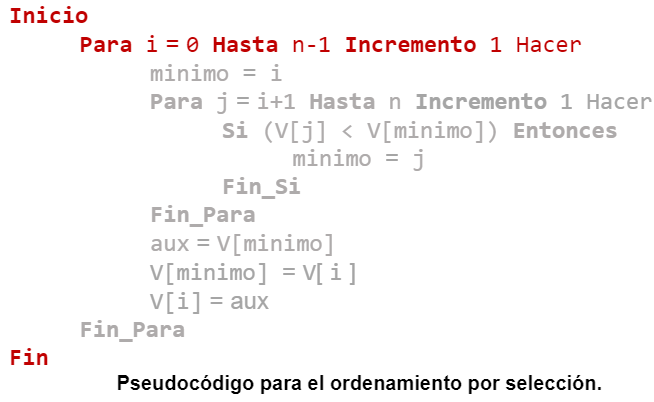 Inicio
Para i = 0 Hasta n-1 Incremento 1 Hacer
minimo = i
Para j = i+1 Hasta n Incremento 1 Hacer
Si (V[j] < V[minimo]) Entonces
minimo = j
Fin_Si
Fin_Para
aux = V[minimo]
V[minimo] = V[ i ]
V[i] = aux
Fin_Para
Fin
Pseudocódigo para el ordenamiento por selección.